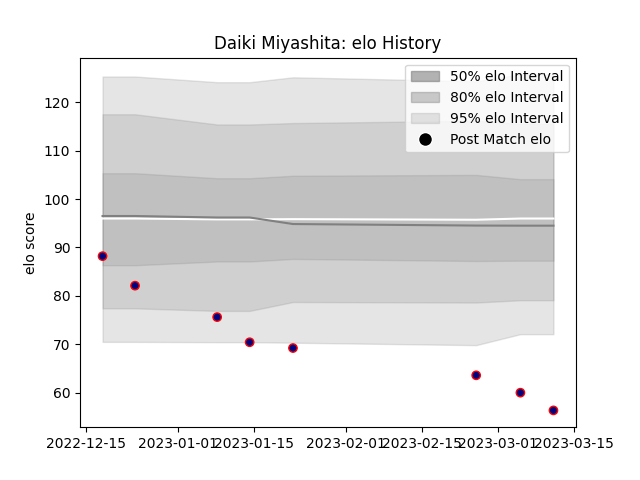 Daiki Miyashita: elo History
50% elo Interval
80% elo Interval
95% elo Interval
Post Match elo
elo score
120
110
100
90
80
70
60
2022-12-15 2023-01-01 2023-01-15 2023-02-01 2023-02-15 2023-03-01 2023-03-15